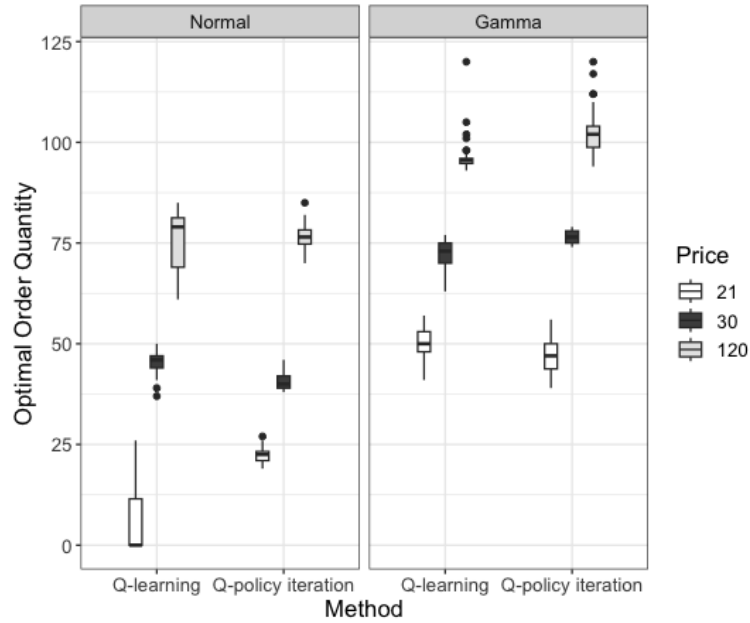 Normal
Gamma
Optimal Order Quantity
125
100
75
50
25
0
Q-learning
Q-policy iteration
Q-learning
Q-policy iteration
Method
Price
21
30
120